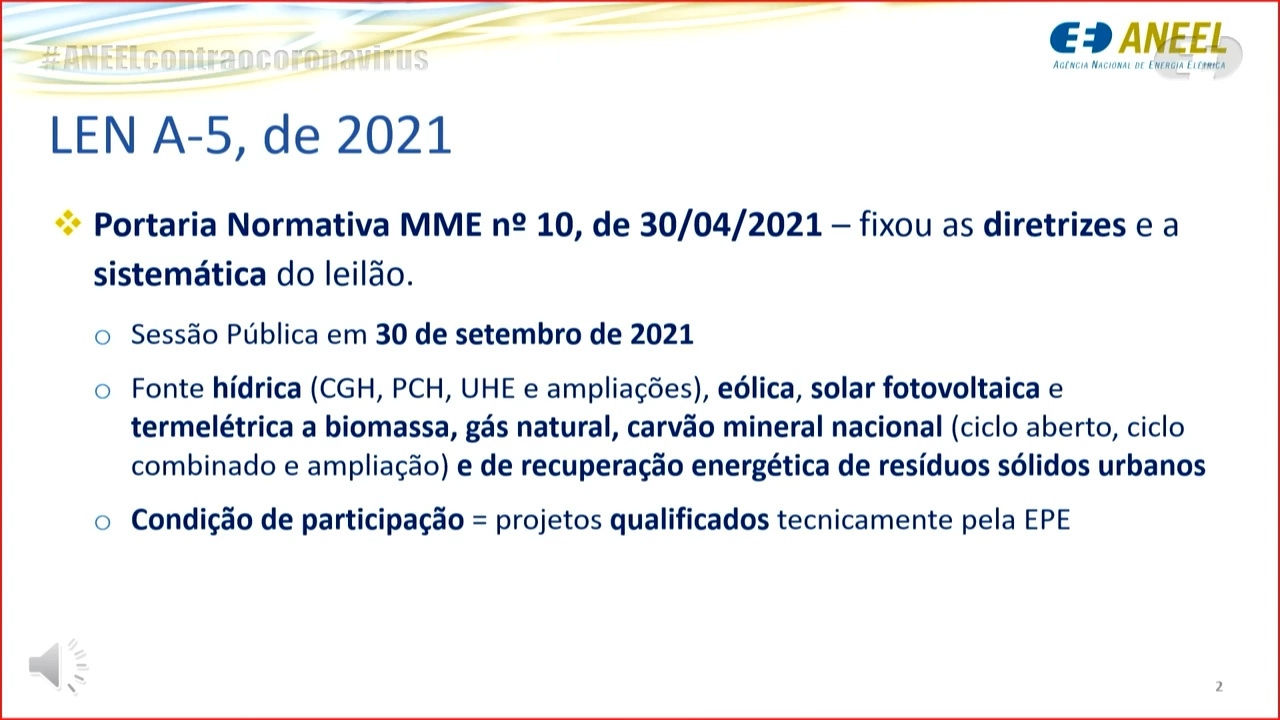 #ANEELcontraocoronavirus
ANEEL
AGÊNCIA NACIONAL DE ENERGIA ELÉTRICA
LEN A-5, de 2021
Portaria Normativa MME nº 10, de 30/04/2021 – fixou as diretrizes e a
sistemática do leilão.
o Sessão Pública em 30 de setembro de 2021
o Fonte hídrica (CGH, PCH, UHE e ampliações), eólica, solar fotovoltaica e
termelétrica a biomassa, gás natural, carvão mineral nacional (ciclo aberto, ciclo
combinado e ampliação) e de recuperação energética de resíduos sólidos urbanos
o Condição de participação = projetos qualificados tecnicamente pela EPE
2